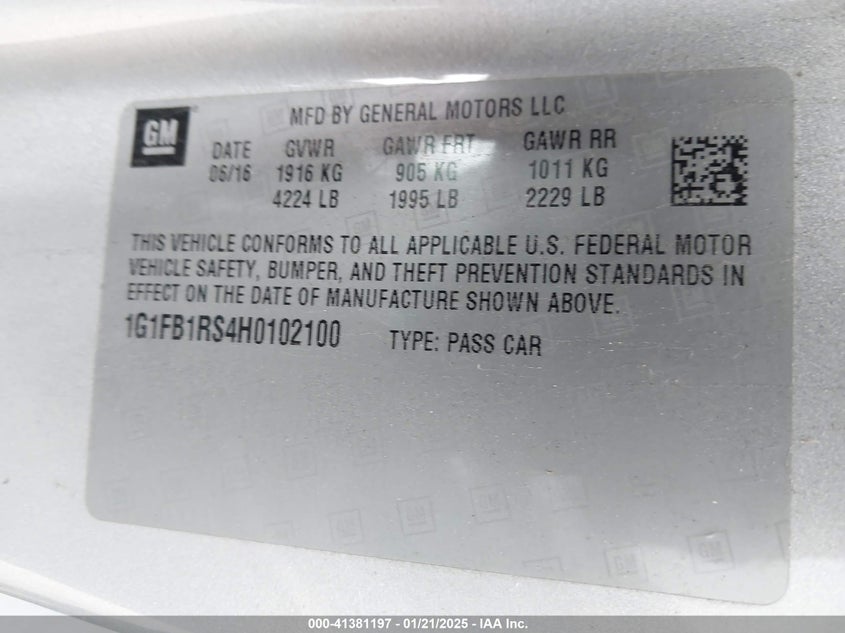 GM
MFD BY GENERAL MOTORS LLC
DATE GVWR GAWR FRT GAWR RR
06/16 1916 KG 905 KG 1011 KG
4224 LB 1995 LB 2229 LB
THIS VEHICLE CONFORMS TO ALL APPLICABLE U.S. FEDERAL MOTOR
VEHICLE SAFETY, BUMPER, AND THEFT PREVENTION STANDARDS IN
EFFECT ON THE DATE OF MANUFACTURE SHOWN ABOVE.
1G1FB1RS4H0102100 TYPE: PASS CAR
000-41381197 - 01/21/2025 - IAA Inc.